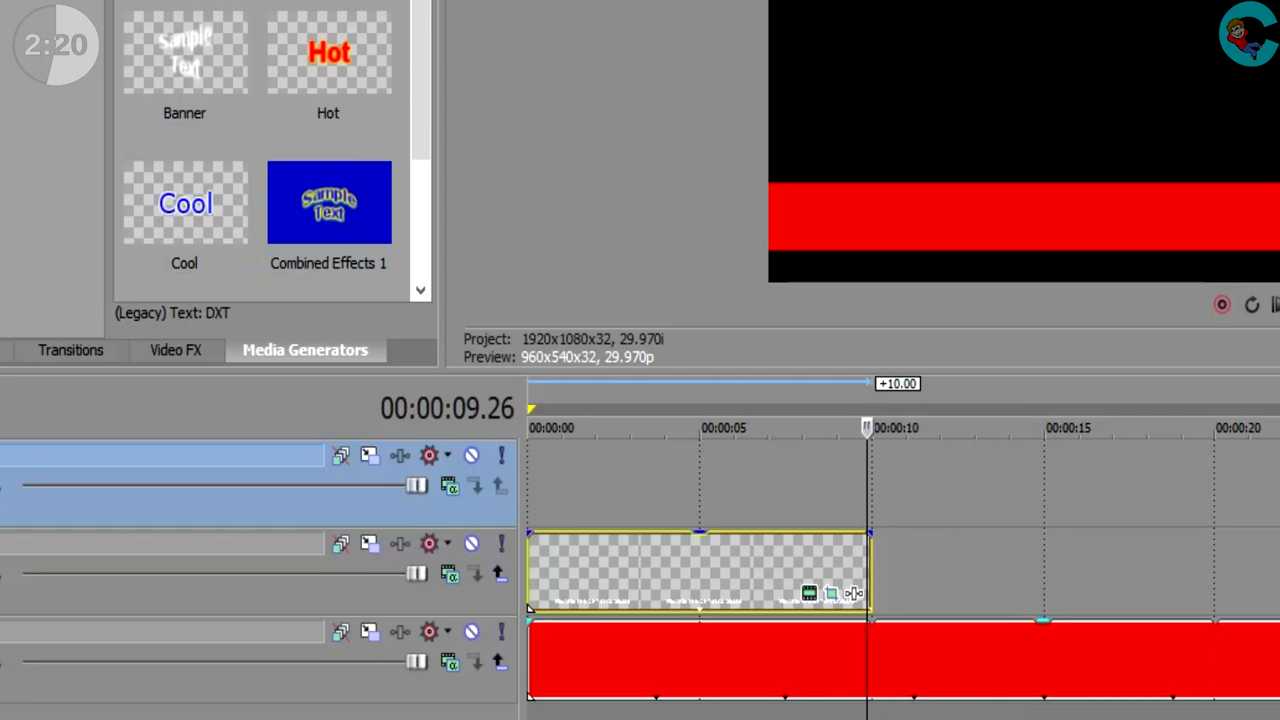 2:20
Sample
Text
Banner
Hot
Hot
Cool
Cool
Sample
Text
Combined Effects 1
(Legacy) Text: DXT
Transitions
Video FX
Media Generators
Project: 1920x1080x32, 29.970i
Preview: 960x540x32, 29.970p
+10.00
00:00:09.26
00:00:00
00:00:05
00:00:10
00:00:15
00:00:20